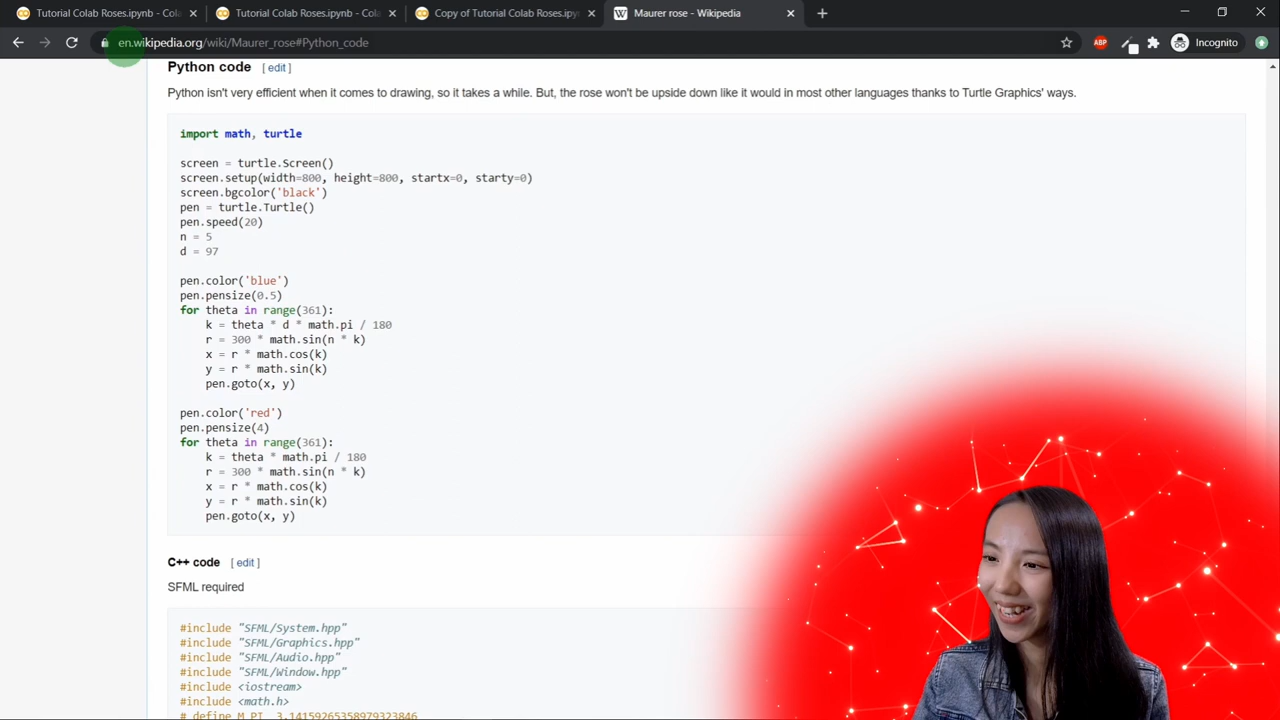 Tutorial Colab Roses.ipynb - Cola
Tutorial Colab Roses.ipynb - Cola
Copy of Tutorial Colab Roses.ipyn
W Maurer rose - Wikipedia
en.wikipedia.org/wiki/Maurer_rose#Python_code
ABP
Incognito
Python code [ edit ]
Python isn't very efficient when it comes to drawing, so it takes a while. But, the rose won't be upside down like it would in most other languages thanks to Turtle Graphics' ways.
import math, turtle
screen = turtle.Screen()
screen.setup(width=800, height=800, startx=0, starty=0)
screen.bgcolor('black')
pen = turtle.Turtle()
pen.speed(20)
n = 5
d = 97
pen.color('blue')
pen.pensize(0.5)
for theta in range(361):
    k = theta * d * math.pi / 180
    r = 300 * math.sin(n * k)
    x = r * math.cos(k)
    y = r * math.sin(k)
    pen.goto(x, y)
pen.color('red')
pen.pensize(4)
for theta in range(361):
    k = theta * math.pi / 180
    r = 300 * math.sin(n * k)
    x = r * math.cos(k)
    y = r * math.sin(k)
    pen.goto(x, y)
C++ code [ edit ]
SFML required
#include "SFML/System.hpp"
#include "SFML/Graphics.hpp"
#include "SFML/Audio.hpp"
#include "SFML/Window.hpp"
#include <iostream>
#include <math.h>
# define M_PI 3.14159265358979323846